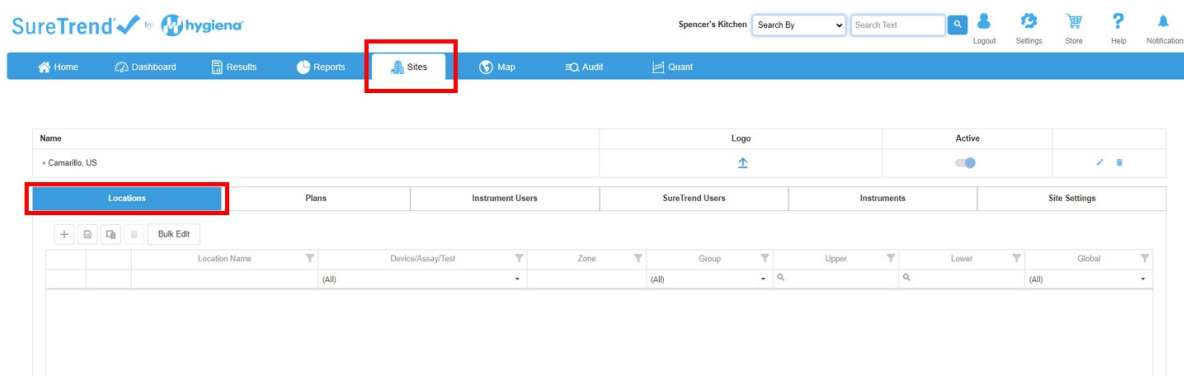 SureTrend by hygiena
Spencer's Kitchen Search By Search Text
Logout Settings Store Help Notifications
Home Dashboard Results Reports Sites Map Audit Quant
Name Logo Active
Camarillo, US
Locations Plans Instrument Users SureTrend Users Instruments Site Settings
Bulk Edit
Location Name Device/Assay/Test Zone Group Upper Lower Global
(All) (All) (All)